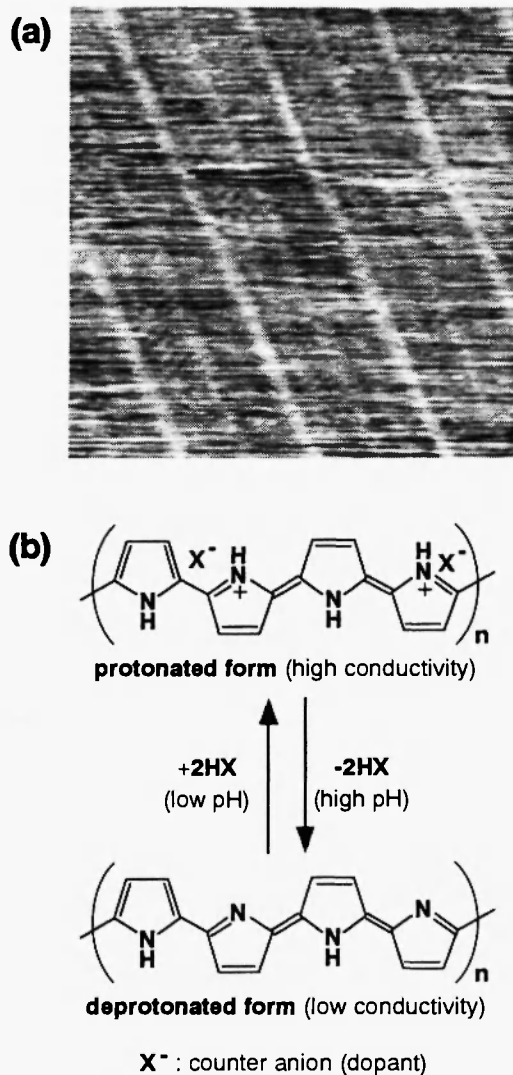 (a)
(b)
X⁻ H N + H N + X⁻
N H N H n
protonated form (high conductivity)
+2HX -2HX
(low pH) (high pH)
N N
N H N H n
deprotonated form (low conductivity)
X⁻ : counter anion (dopant)